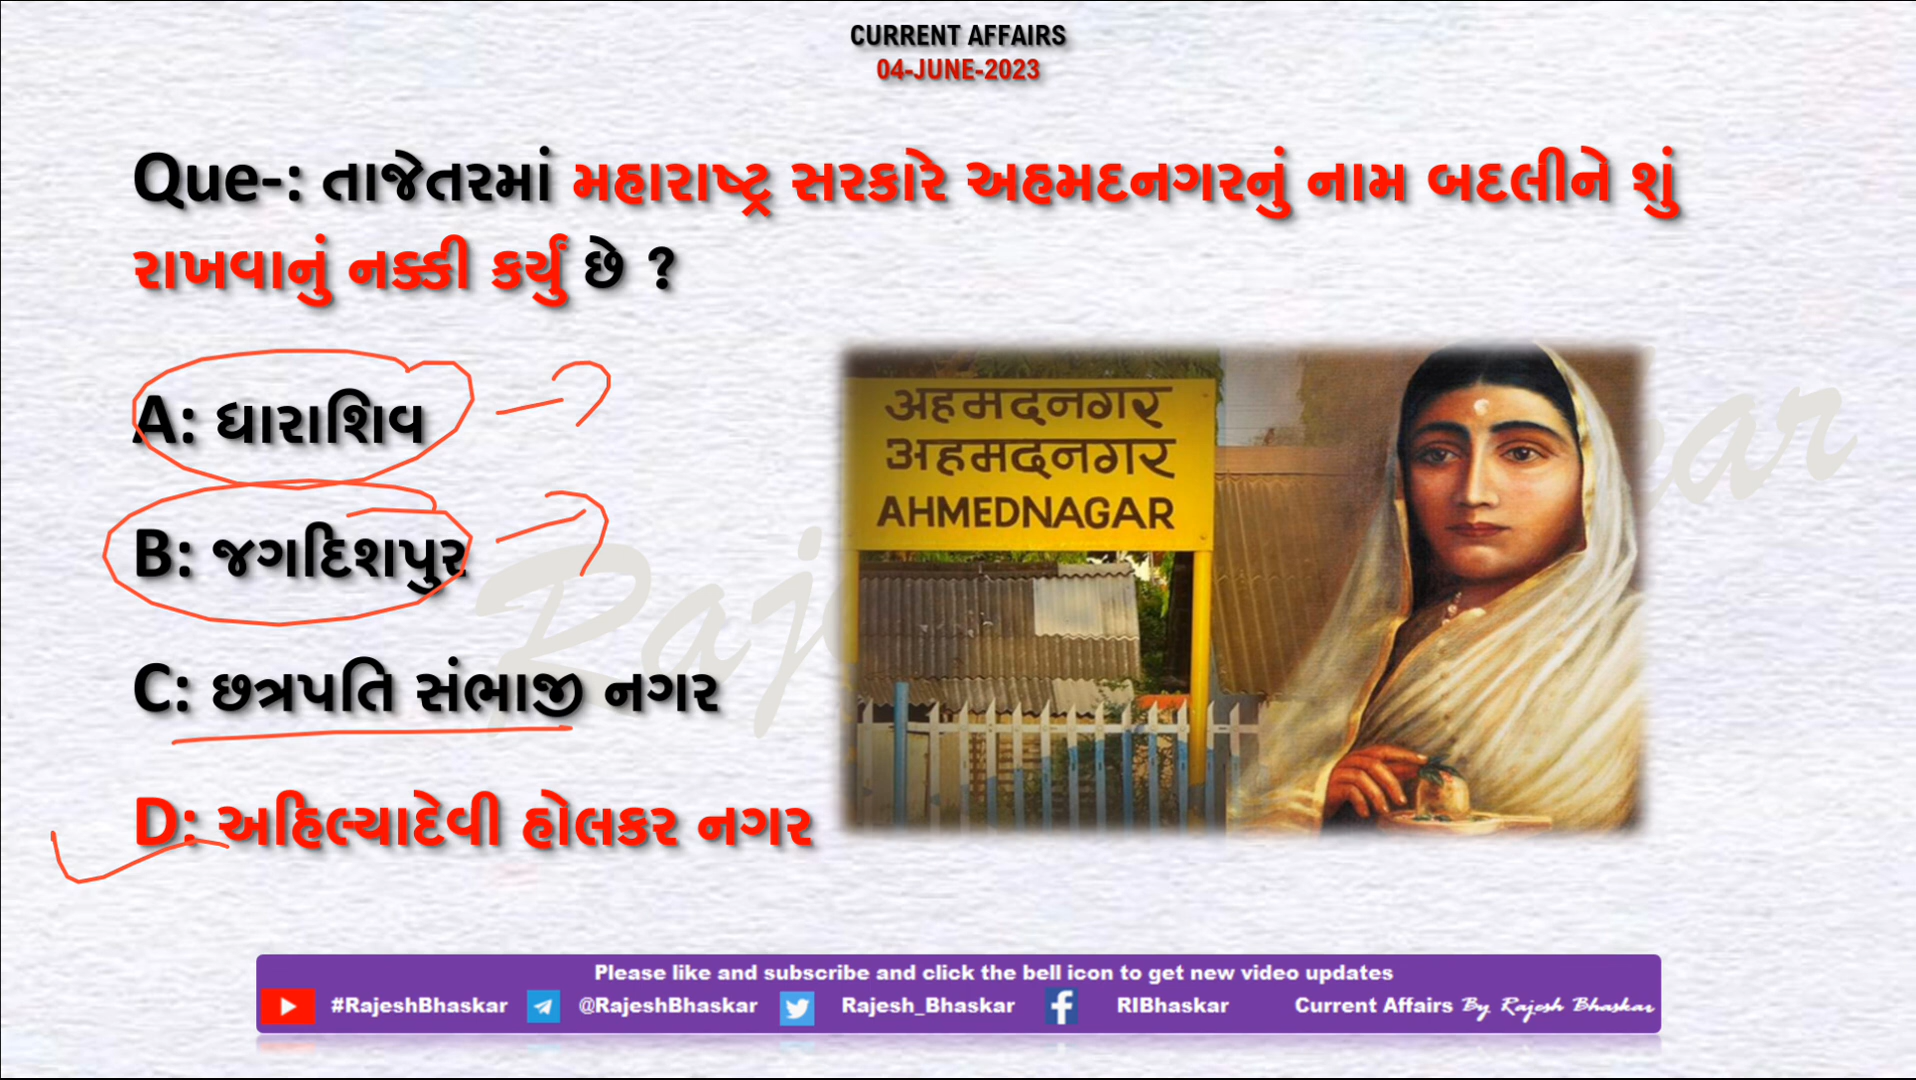 CURRENT AFFAIRS
04-JUNE-2023
Que-: તાજેતરમાં મહારાષ્ટ્ર સરકારે અહમદનગરનું નામ બદલીને શું
રાખવાનું નક્કી કર્યું છે ?
A: ધારાશિવ
B: જગદિશપુર
C: છત્રપતિ સંભાજી નગર
D: અહિલ્યાદેવી હોલકર નગર
अहमदनगर
अहमदनगर
AHMEDNAGAR
Please like and subscribe and click the bell icon to get new video updates
#RajeshBhaskar @RajeshBhaskar Rajesh_Bhaskar RIBhaskar Current Affairs By Rajesh Bhaskar